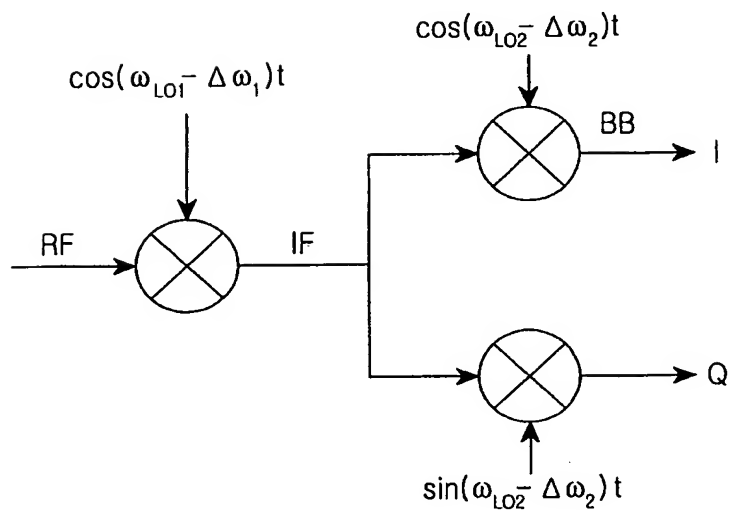 cos(ω_LO2 − Δω_2)t
cos(ω_LO1 − Δω_1)t
BB
I
RF
IF
Q
sin(ω_LO2 − Δω_2)t